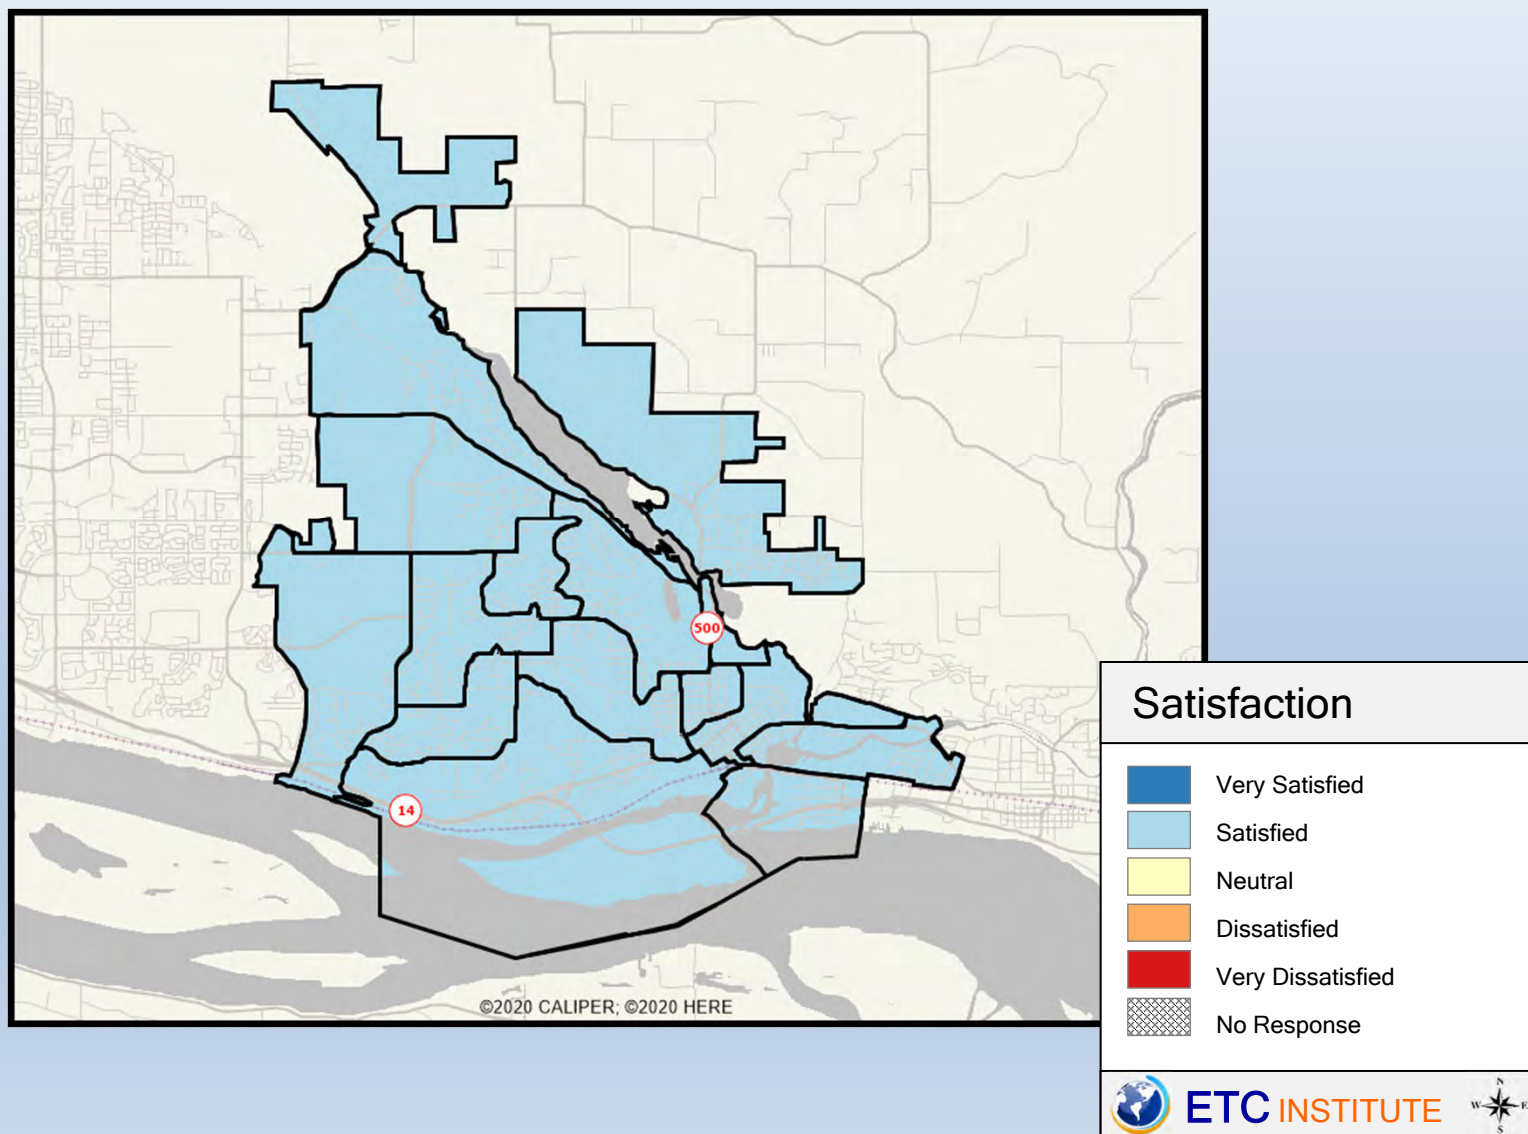 500
14
©2020 CALIPER; ©2020 HERE
Satisfaction
Very Satisfied
Satisfied
Neutral
Dissatisfied
Very Dissatisfied
No Response
ETC INSTITUTE
N
W E
S